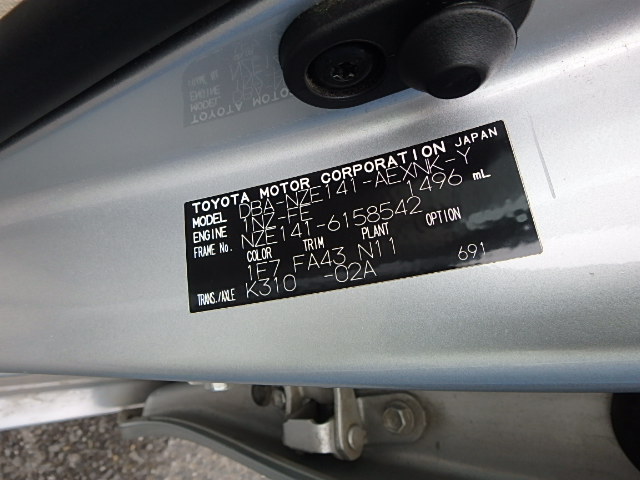 TOYOTA MOTOR CORPORATION JAPAN
MODEL DBA-NZE141-AEXNK-Y
ENGINE 1NZ-FE 1496 mL
FRAME No. NZE141-6158542
COLOR TRIM PLANT OPTION
1E7 FA43 N11 691
TRANS./AXLE K310 -02A